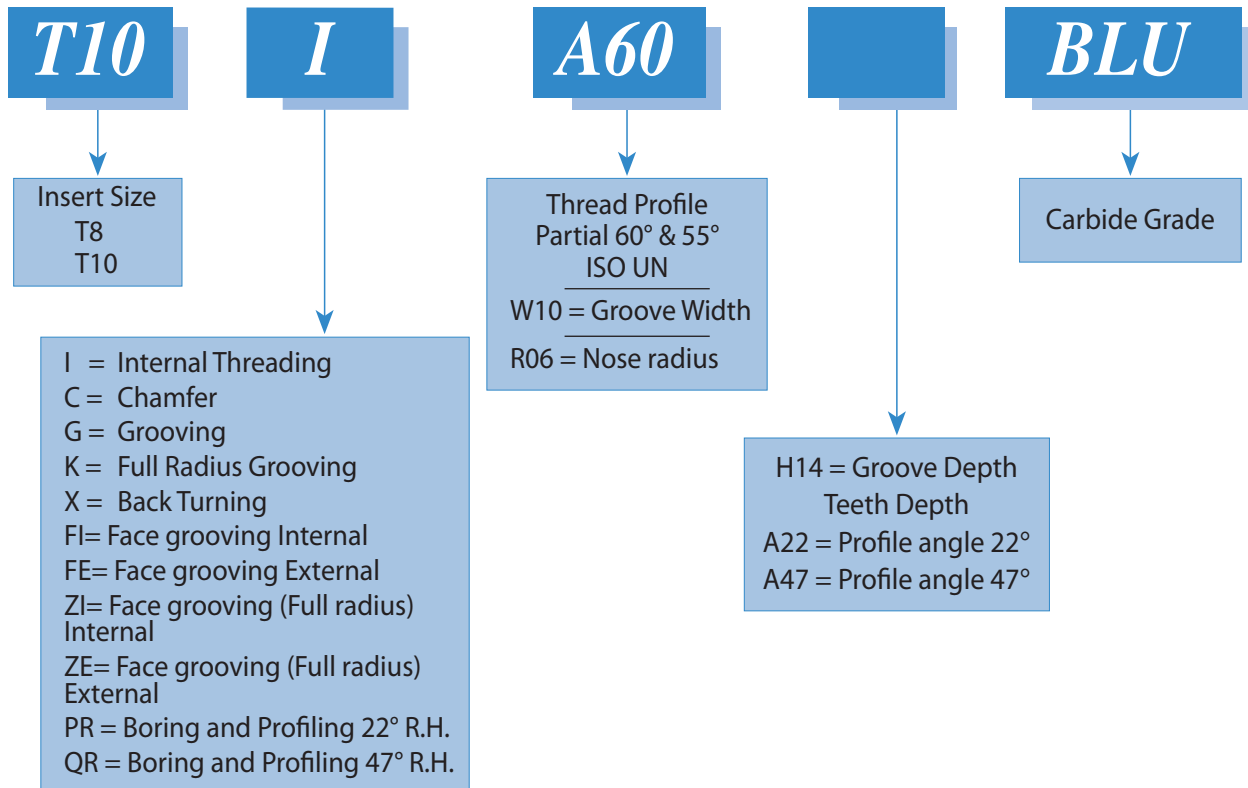 T10
I
A60
BLU
Insert Size
T8
T10
I = Internal Threading
C = Chamfer
G = Grooving
K = Full Radius Grooving
X = Back Turning
FI= Face grooving Internal
FE= Face grooving External
ZI= Face grooving (Full radius)
Internal
ZE= Face grooving (Full radius)
External
PR = Boring and Profiling 22° R.H.
QR = Boring and Profiling 47° R.H.
Thread Profile
Partial 60° & 55°
ISO UN
W10 = Groove Width
R06 = Nose radius
H14 = Groove Depth
Teeth Depth
A22 = Profile angle 22°
A47 = Profile angle 47°
Carbide Grade